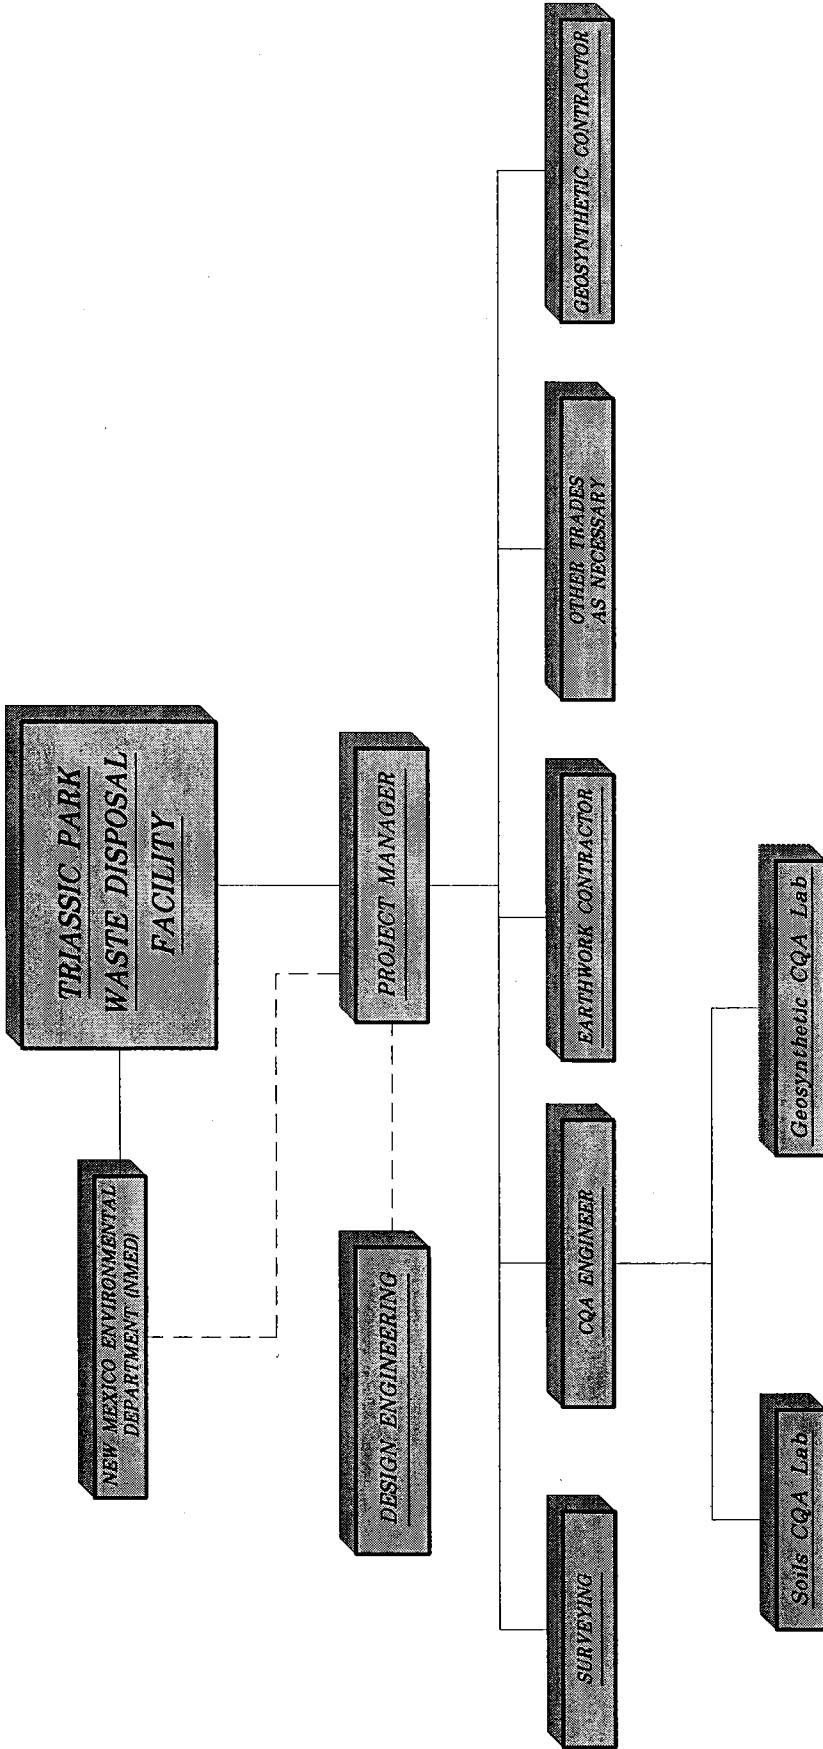 TRIASSIC PARK
WASTE DISPOSAL
FACILITY
NEW MEXICO ENVIRONMENTAL
DEPARTMENT (NMED)
PROJECT MANAGER
DESIGN ENGINEERING
SURVEYING
CQA ENGINEER
EARTHWORK CONTRACTOR
OTHER TRADES
AS NECESSARY
GEOSYNTHETIC CONTRACTOR
Soils CQA Lab
Geosynthetic CQA Lab